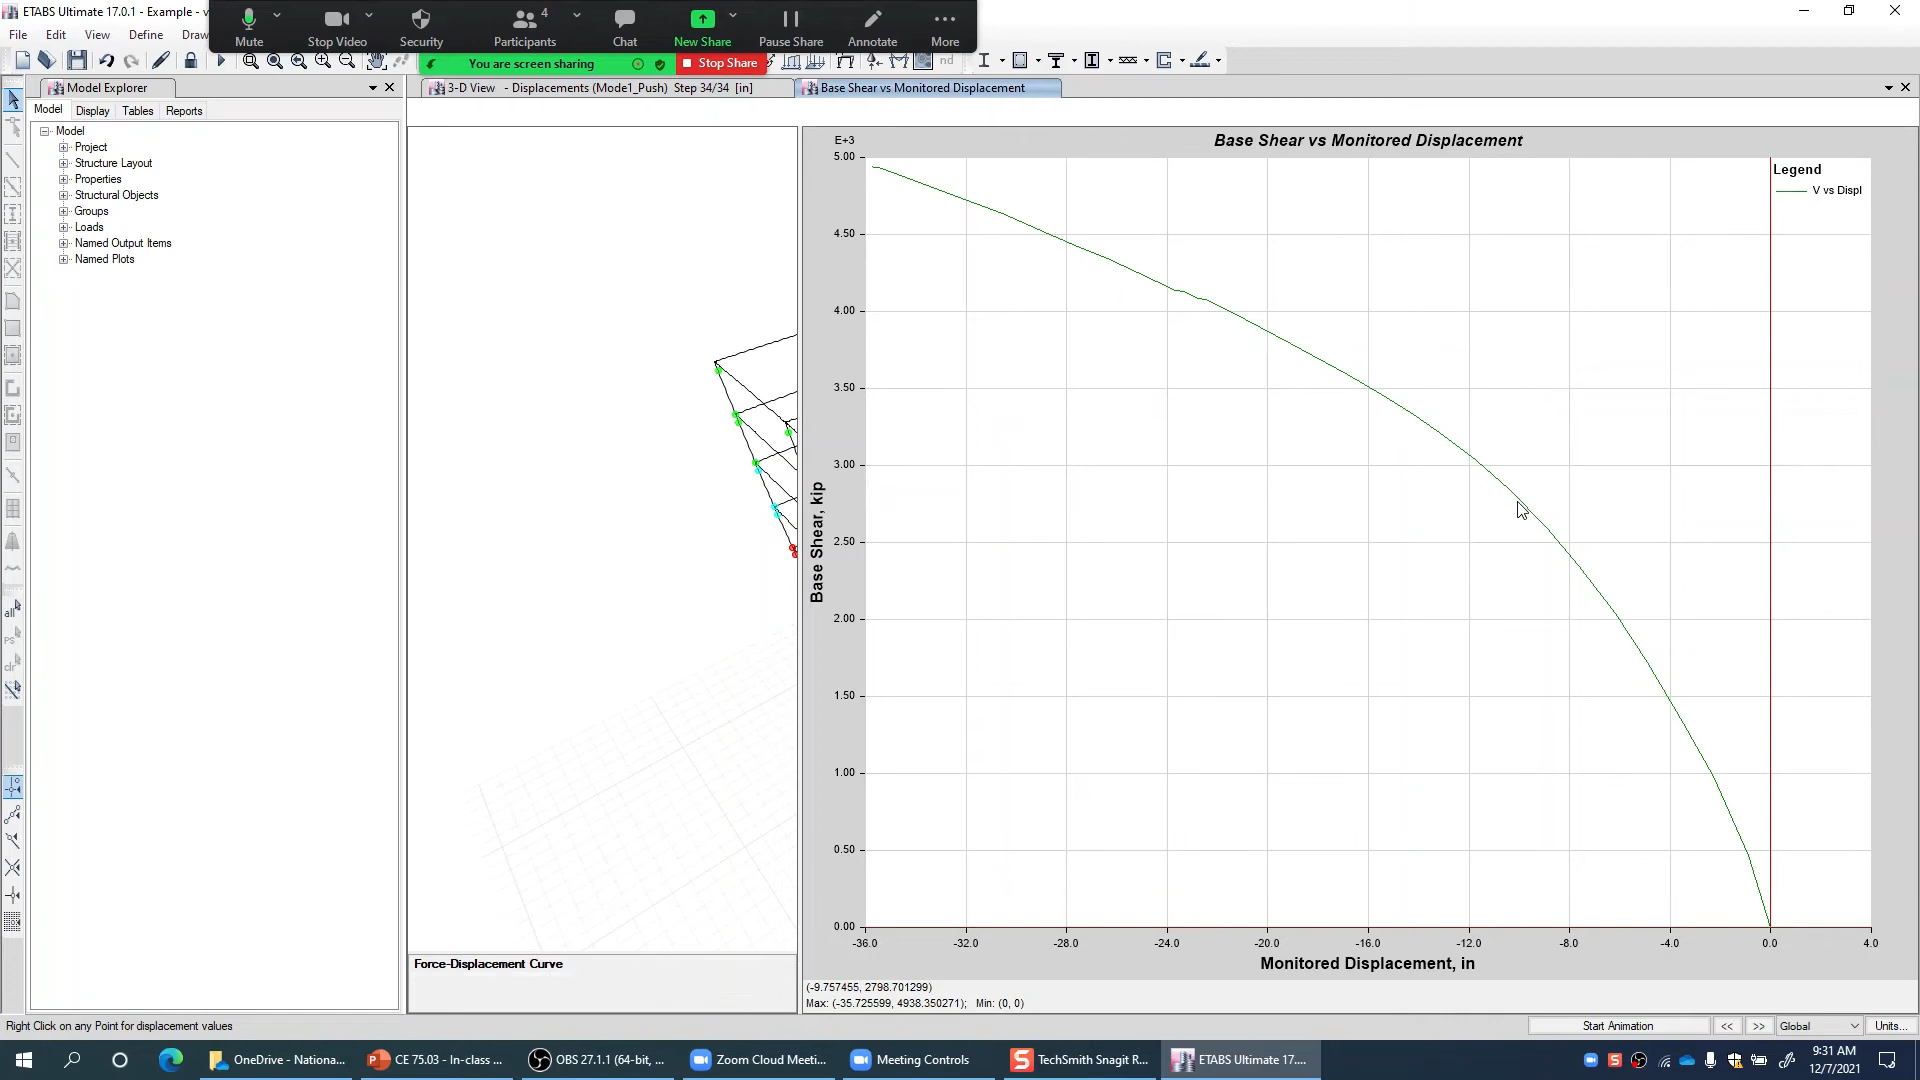 ETABS Ultimate 17.0.1 - Example - v
Mute
Stop Video
Security
4
Participants
Chat
New Share
Pause Share
Annotate
More
File
Edit
View
Define
Draw
You are screen sharing
Stop Share
nd
Model Explorer
3-D View - Displacements (Mode1_Push) Step 34/34 [in]
Base Shear vs Monitored Displacement
Model
Display
Tables
Reports
Model
Project
Structure Layout
Properties
Structural Objects
Groups
Loads
Named Output Items
Named Plots
all
ps
clr
Base Shear vs Monitored Displacement
E+3
5.00
4.50
4.00
3.50
3.00
2.50
2.00
1.50
1.00
0.50
0.00
Base Shear, kip
Legend
V vs Displ
-36.0
-32.0
-28.0
-24.0
-20.0
-16.0
-12.0
-8.0
-4.0
0.0
4.0
Monitored Displacement, in
Force-Displacement Curve
(-9.757455, 2798.701299)
Max: (-35.725599, 4938.350271); Min: (0, 0)
Right Click on any Point for displacement values
Start Animation
<<
>>
Global
Units...
OneDrive - Nationa...
CE 75.03 - In-class ...
OBS 27.1.1 (64-bit, ...
Zoom Cloud Meeti...
Meeting Controls
TechSmith Snagit R...
ETABS Ultimate 17....
9:31 AM
12/7/2021